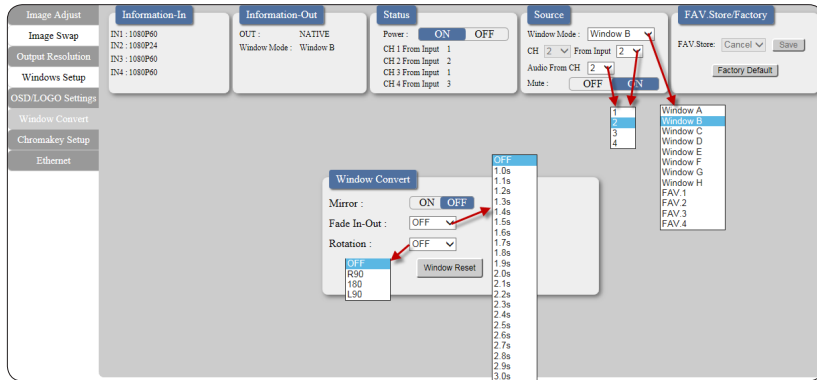 Image Adjust
Image Swap
Output Resolution
Windows Setup
OSD/LOGO Settings
Window Convert
Chromakey Setup
Ethernet
Information-In
IN1 : 1080P60
IN2 : 1080P24
IN3 : 1080P60
IN4 : 1080P60
Information-Out
OUT : NATIVE
Window Mode : Window B
Status
Power : ON OFF
CH 1 From Input 1
CH 2 From Input 2
CH 3 From Input 1
CH 4 From Input 3
Source
Window Mode : Window B
CH 2 From Input 2
Audio From CH 2
Mute : OFF ON
FAV.Store/Factory
FAV.Store: Cancel Save
Factory Default
1
2
3
4
Window A
Window B
Window C
Window D
Window E
Window F
Window G
Window H
FAV.1
FAV.2
FAV.3
FAV.4
Window Convert
Mirror : ON OFF
Fade In-Out : OFF
Rotation : OFF
Window Reset
OFF
R90
180
L90
OFF
1.0s
1.1s
1.2s
1.3s
1.4s
1.5s
1.6s
1.7s
1.8s
1.9s
2.0s
2.1s
2.2s
2.3s
2.4s
2.5s
2.6s
2.7s
2.8s
2.9s
3.0s